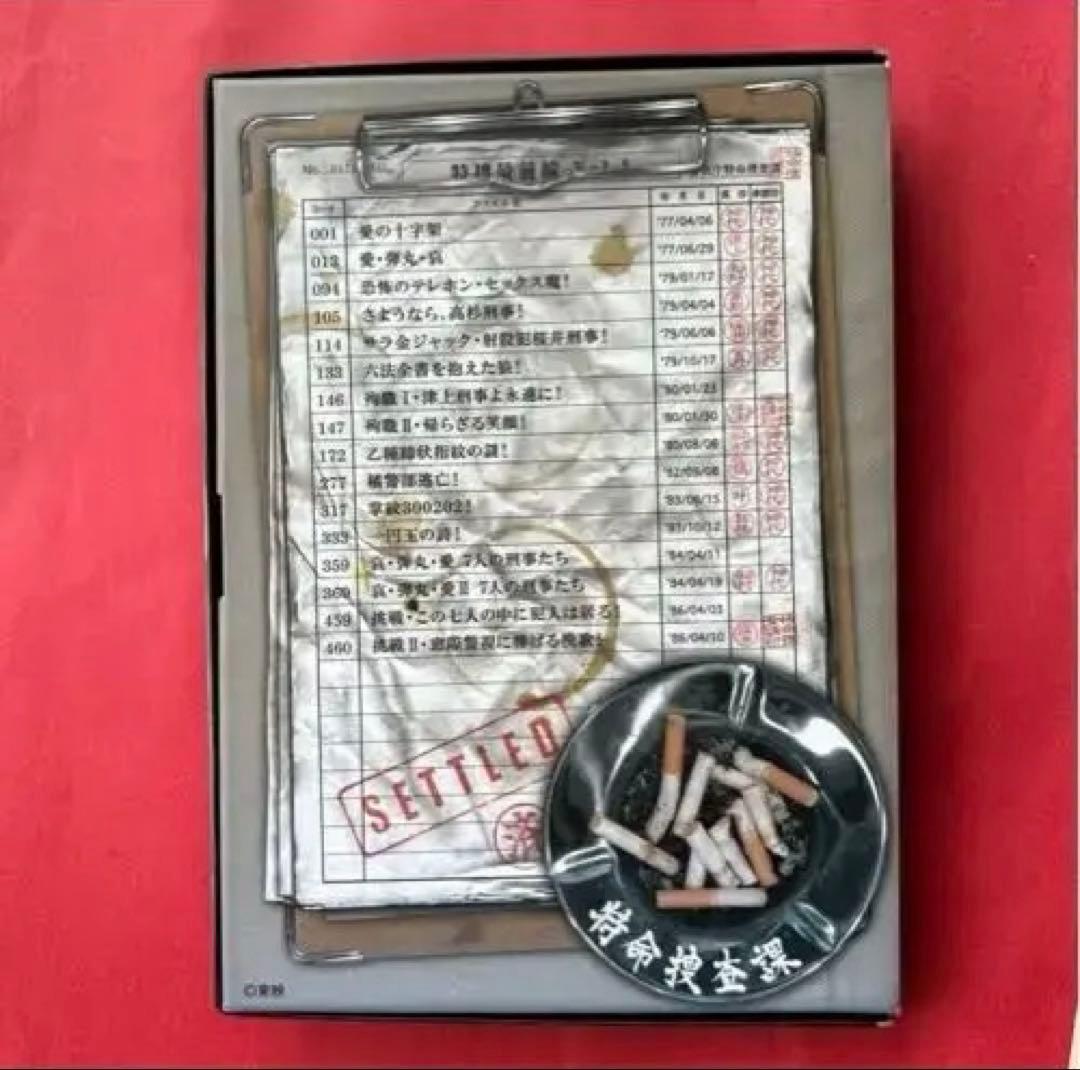 001 愛の十字架 '77/04/06
013 愛・弾丸・哀 '77/06/29
094 恐怖のテレホン・セックス魔! '79/01/17
105 さようなら、高杉刑事! '79/04/04
114 サラ金ジャック・射殺犯桜井刑事! '79/06/06
133 六法全書を抱えた狼! '79/10/17
146 殉職Ⅰ・津上刑事よ永遠に! '80/01/23
147 殉職Ⅱ・帰らざる笑顔! '80/01/30
172 乙種蹄状指紋の謎! '80/08/06
277 橘警部逃亡! '82/09/08
317 掌紋300202! '83/06/15
333 一円玉の詩! '83/10/12
359 哀・弾丸・愛 7人の刑事たち '84/04/11
360 哀・弾丸・愛Ⅱ 7人の刑事たち '84/04/18
459 挑戦・この七人の中に犯人は居る! '86/04/03
460 挑戦Ⅱ・窓際警視に捧げる挽歌! '86/04/10
SETTLED
落
特命捜査課
©東映